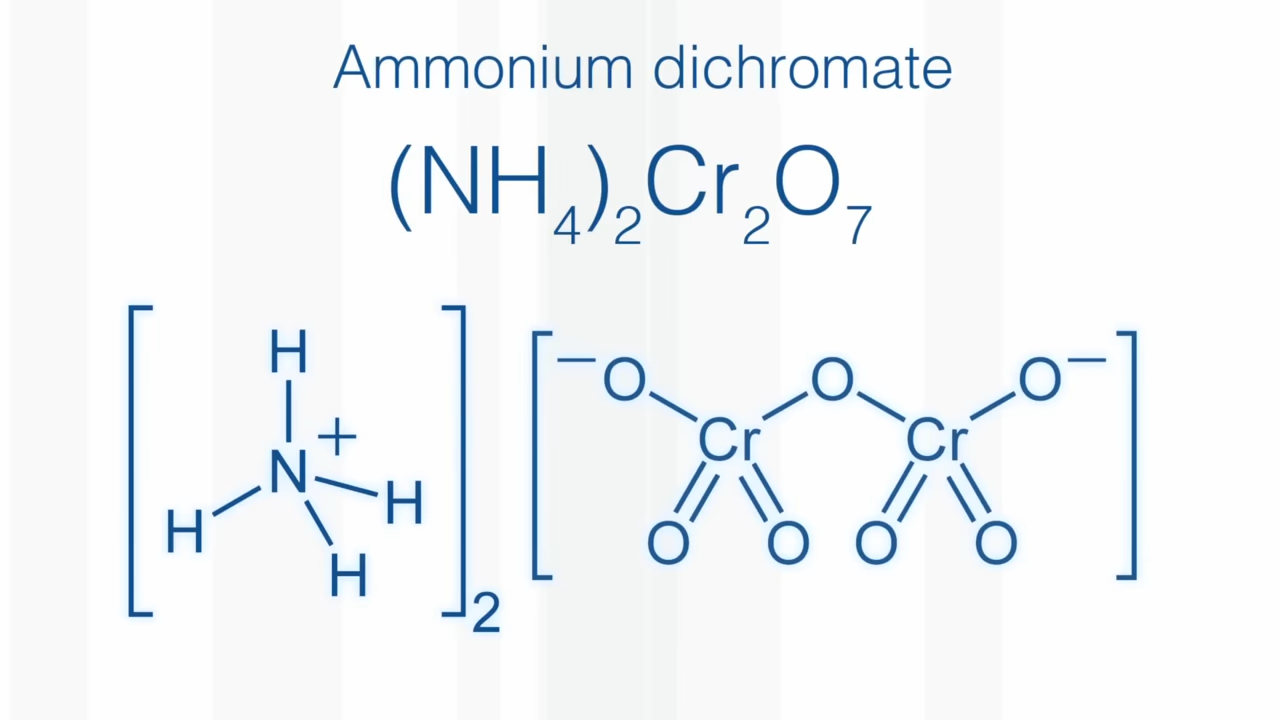 Ammonium dichromate
(NH₄)₂Cr₂O₇
H
⁻O O O⁻
Cr Cr
N⁺
H H
O O O O
H
2